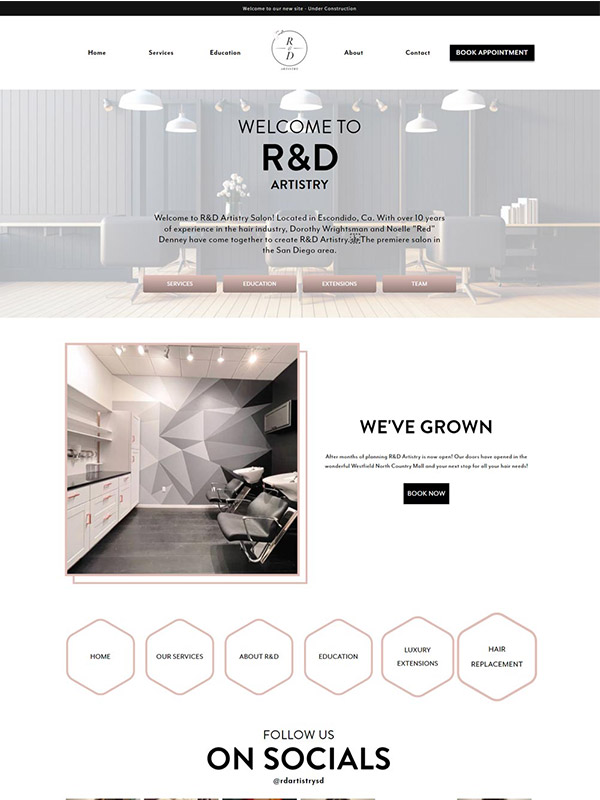 Welcome to our new site - Under Construction
Home
Services
Education
R
D
ARTISTRY
About
Contact
BOOK APPOINTMENT
WELCOME TO
R&D
ARTISTRY
Welcome to R&D Artistry Salon! Located in Escondido, Ca. With over 10 years
of experience in the hair industry, Dorothy Wrightsman and Noelle "Red"
Denney have come together to create R&D Artistry. The premiere salon in
the San Diego area.
SERVICES
EDUCATION
EXTENSIONS
TEAM
WE'VE GROWN
After months of planning R&D Artistry is now open! Our doors have opened in the
wonderful Westfield North Country Mall and your next stop for all your hair needs!
BOOK NOW
HOME
OUR SERVICES
ABOUT R&D
EDUCATION
LUXURY
EXTENSIONS
HAIR
REPLACEMENT
FOLLOW US
ON SOCIALS
@rdartistrysd